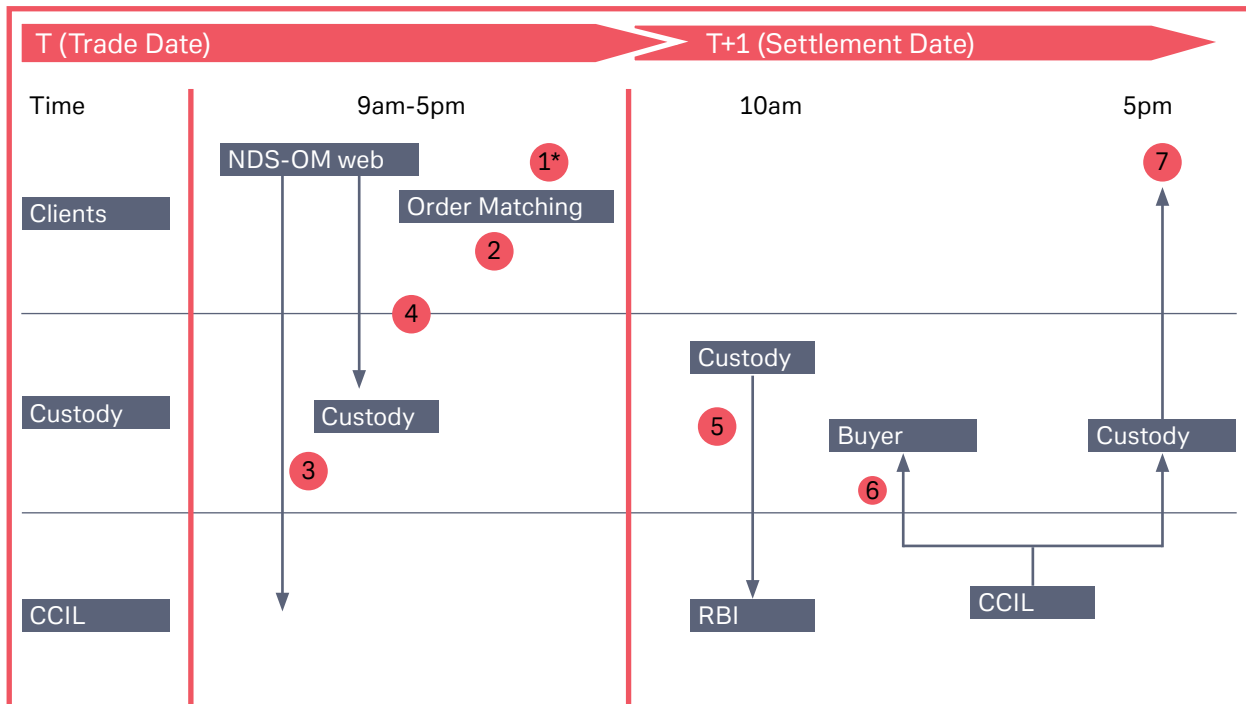 T (Trade Date)
T+1 (Settlement Date)
Time
9am-5pm
10am
5pm
NDS-OM web
1*
7
Clients
Order Matching
2
4
Custody
Custody
Custody
5
Buyer
Custody
3
6
CCIL
RBI
CCIL